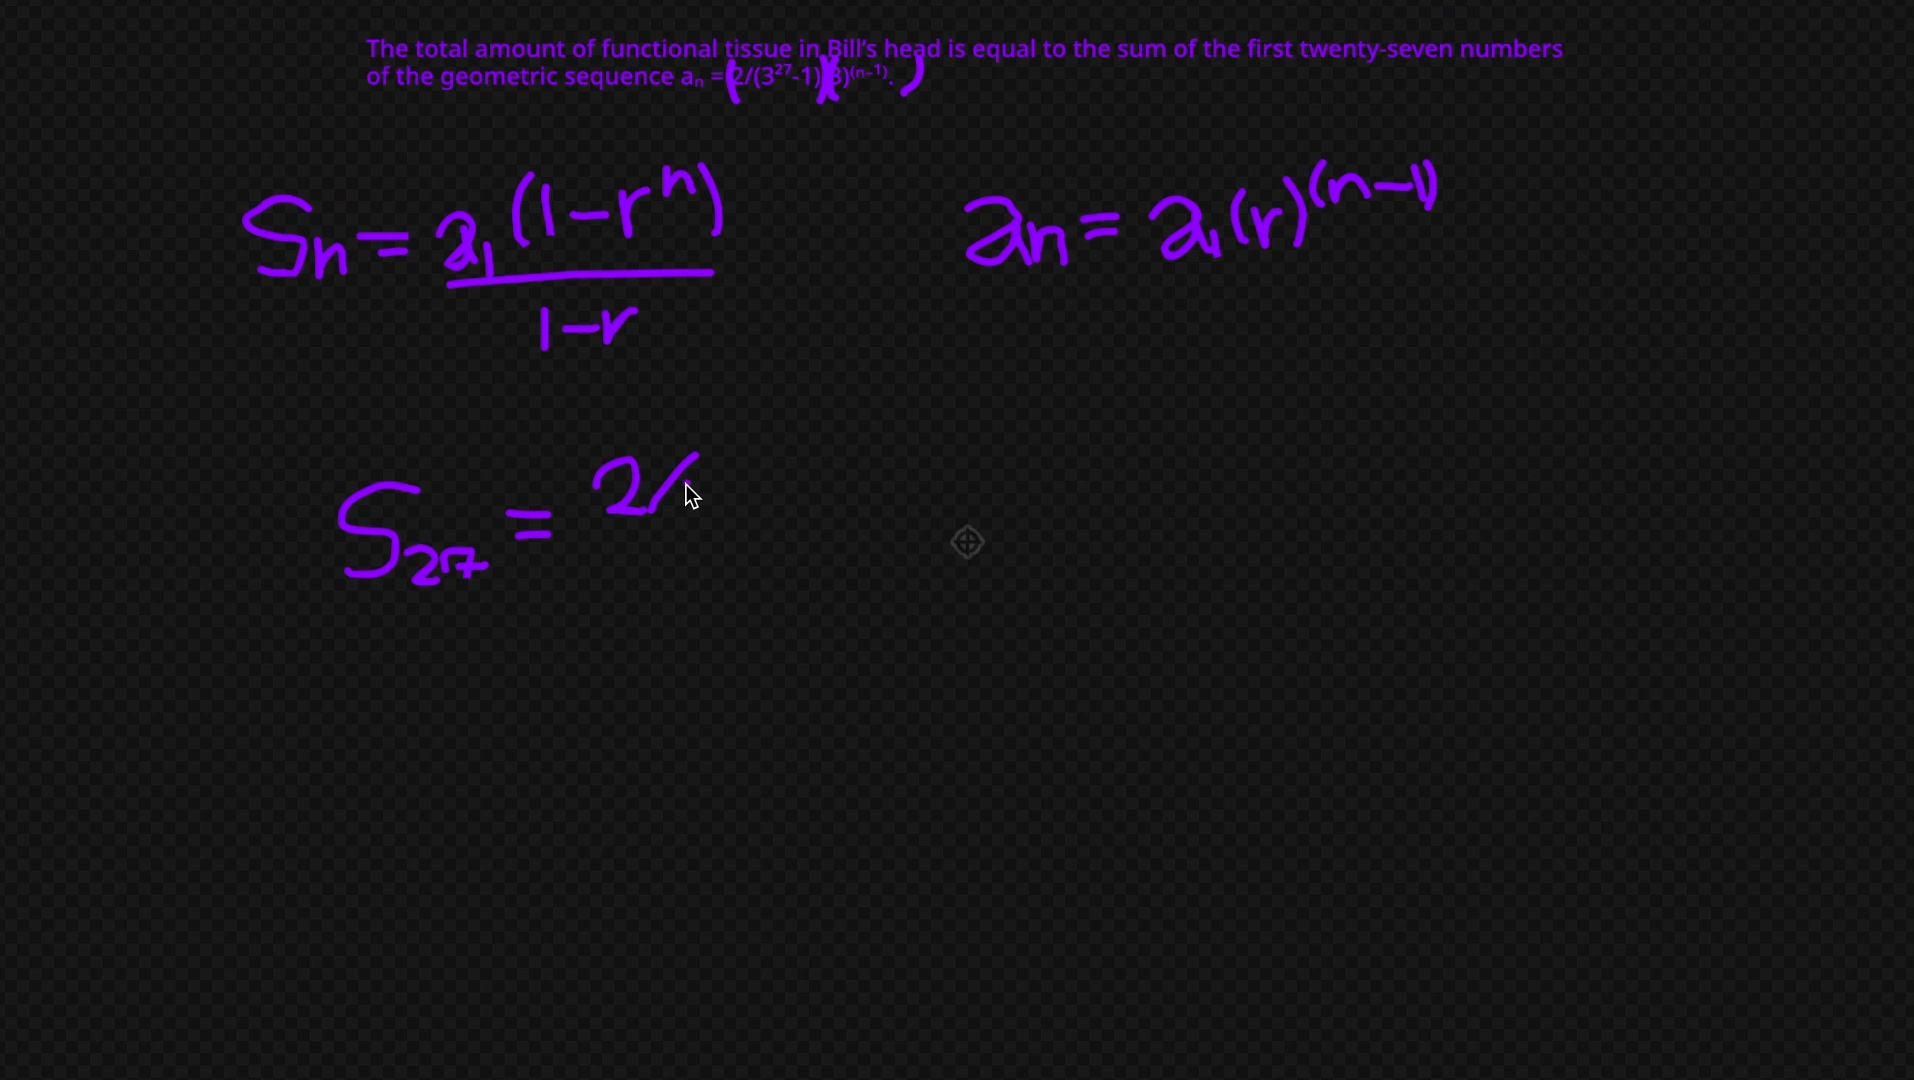 The total amount of functional tissue in Bill's head is equal to the sum of the first twenty-seven numbers
of the geometric sequence aₙ = (2/(3²⁷-1))(3)⁽ⁿ⁻¹⁾.
Sₙ = a₁(1-rⁿ)/(1-r)
aₙ = a₁(r)⁽ⁿ⁻¹⁾
S₂₇ = 2/